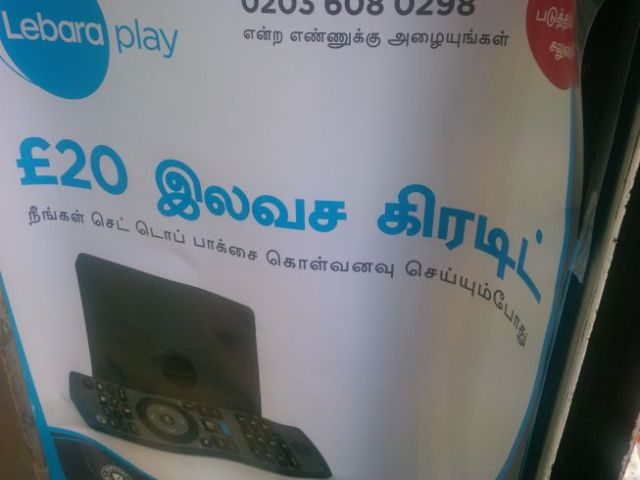 Lebara play
0203 608 0298
என்ற எண்ணுக்கு அழையுங்கள்
£20 இலவச கிரடிட்
நீங்கள் செட் டொப் பாக்சை கொள்வனவு செய்யும்போது